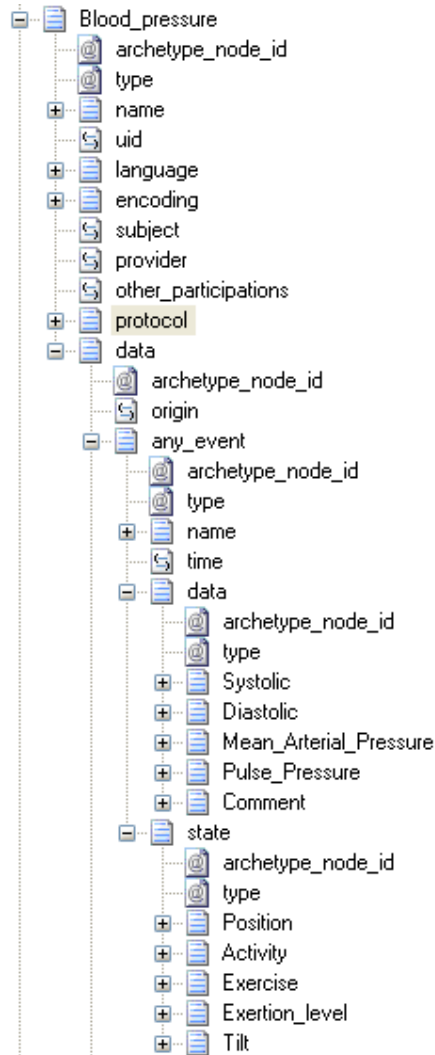 Blood_pressure
archetype_node_id
type
name
uid
language
encoding
subject
provider
other_participations
protocol
data
archetype_node_id
origin
any_event
archetype_node_id
type
name
time
data
archetype_node_id
type
Systolic
Diastolic
Mean_Arterial_Pressure
Pulse_Pressure
Comment
state
archetype_node_id
type
Position
Activity
Exercise
Exertion_level
Tilt